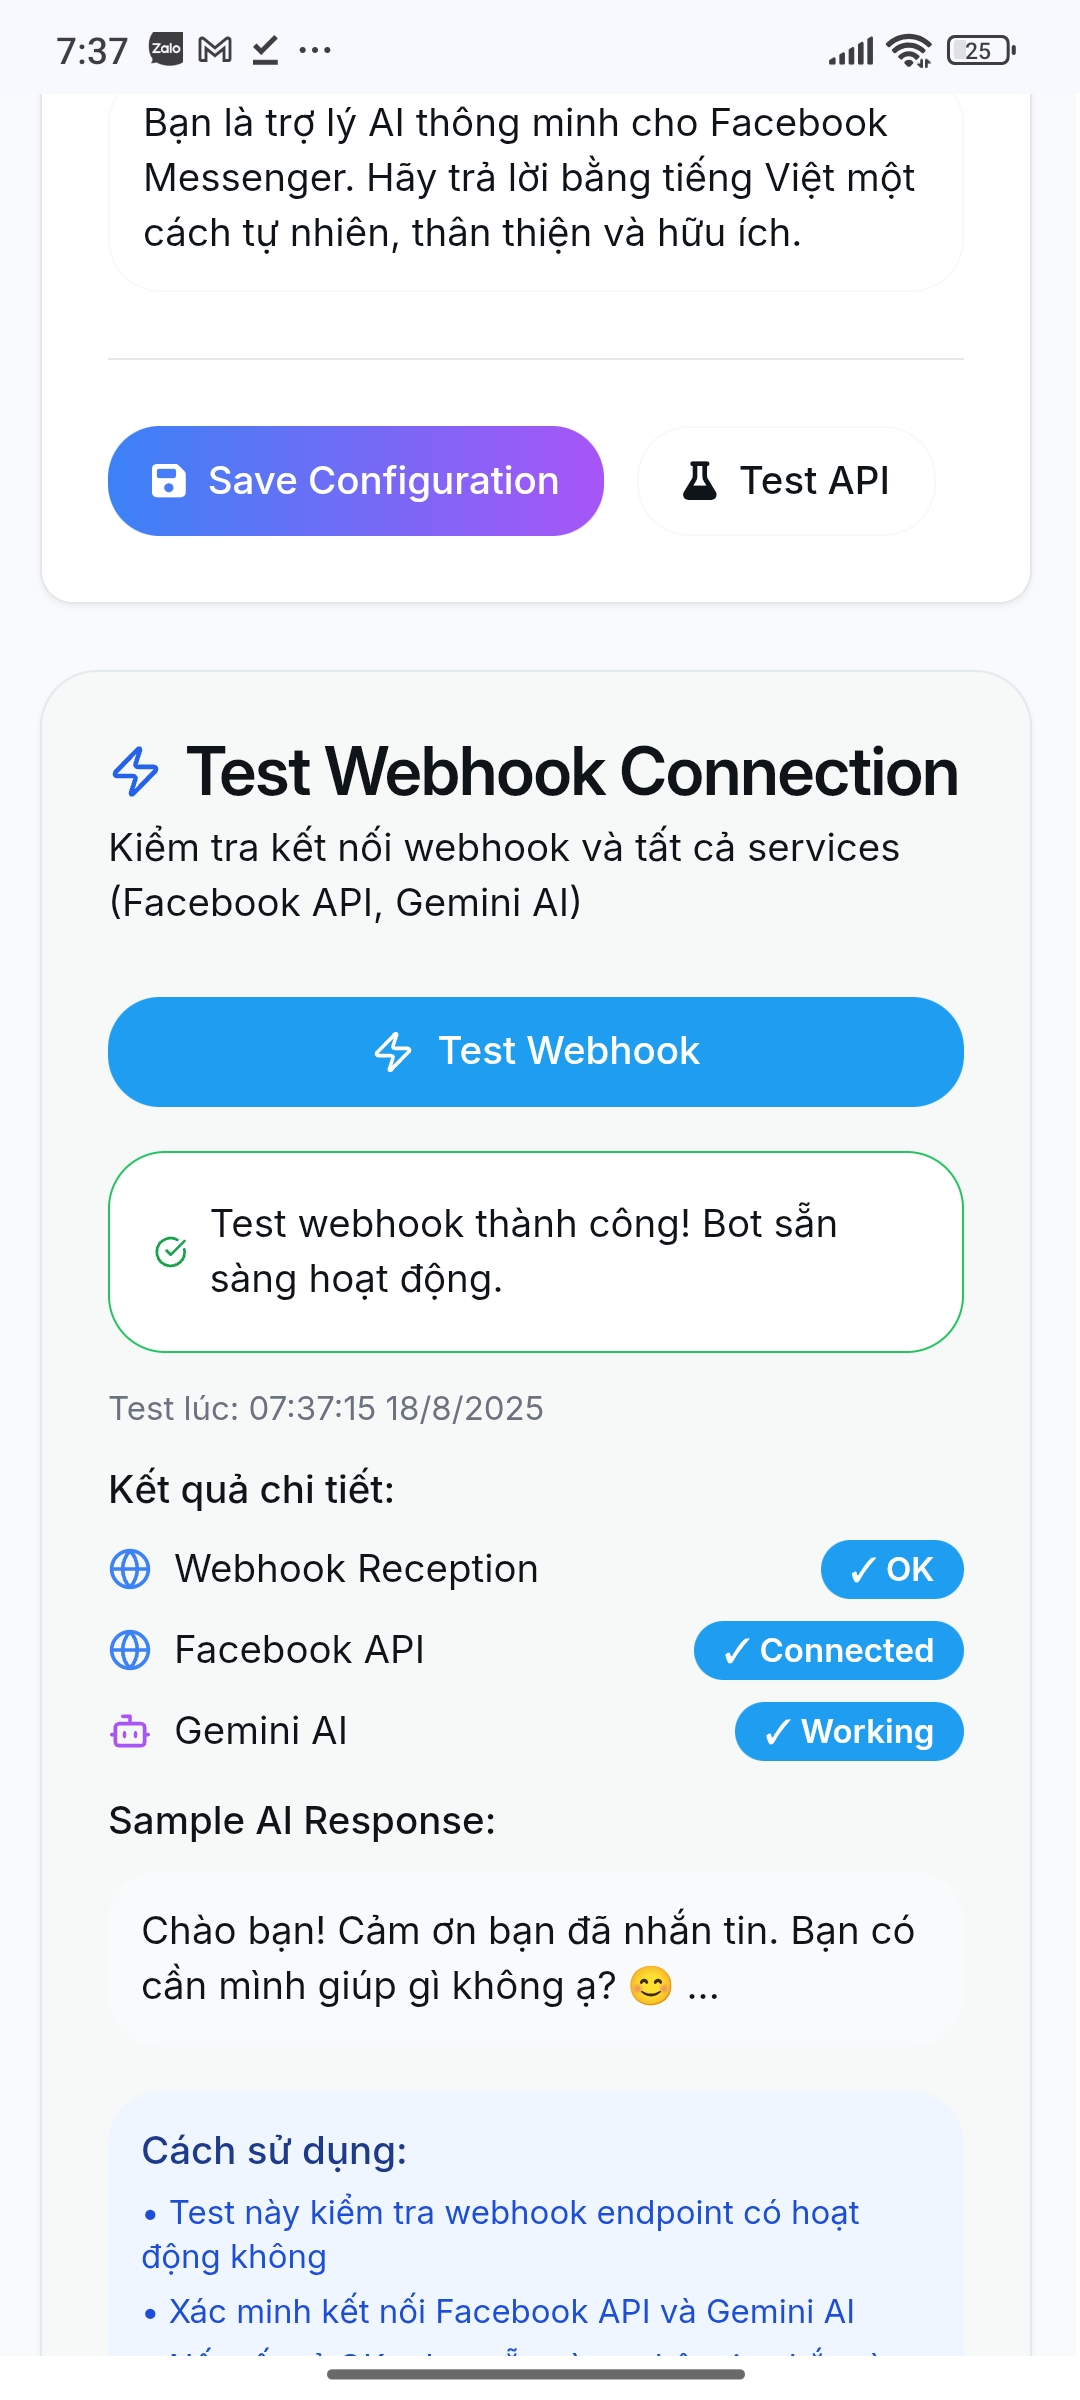 7:37
Zalo
25
Bạn là trợ lý AI thông minh cho Facebook
Messenger. Hãy trả lời bằng tiếng Việt một
cách tự nhiên, thân thiện và hữu ích.
Save Configuration
Test API
Test Webhook Connection
Kiểm tra kết nối webhook và tất cả services
(Facebook API, Gemini AI)
Test Webhook
Test webhook thành công! Bot sẵn
sàng hoạt động.
Test lúc: 07:37:15 18/8/2025
Kết quả chi tiết:
Webhook Reception ✓ OK
Facebook API ✓ Connected
Gemini AI ✓ Working
Sample AI Response:
Chào bạn! Cảm ơn bạn đã nhắn tin. Bạn có
cần mình giúp gì không ạ? 😊 ...
Cách sử dụng:
• Test này kiểm tra webhook endpoint có hoạt
động không
• Xác minh kết nối Facebook API và Gemini AI